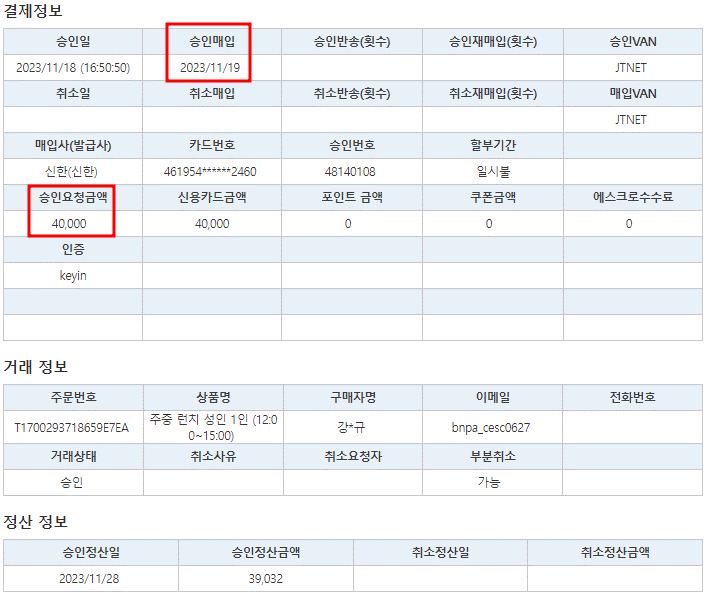 결제정보
승인일 승인매입 승인반송(횟수) 승인재매입(횟수) 승인VAN
2023/11/18 (16:50:50) 2023/11/19 JTNET
취소일 취소매입 취소반송(횟수) 취소재매입(횟수) 매입VAN
JTNET
매입사(발급사) 카드번호 승인번호 할부기간
신한(신한) 461954******2460 48140108 일시불
승인요청금액 신용카드금액 포인트 금액 쿠폰금액 에스크로수수료
40,000 40,000 0 0 0
인증
keyin
거래 정보
주문번호 상품명 구매자명 이메일 전화번호
T1700293718659E7EA 주중 런치 성인 1인 (12:0
0~15:00) 강*규 bnpa_cesc0627
거래상태 취소사유 취소요청자 부분취소
승인 가능
정산 정보
승인정산일 승인정산금액 취소정산일 취소정산금액
2023/11/28 39,032